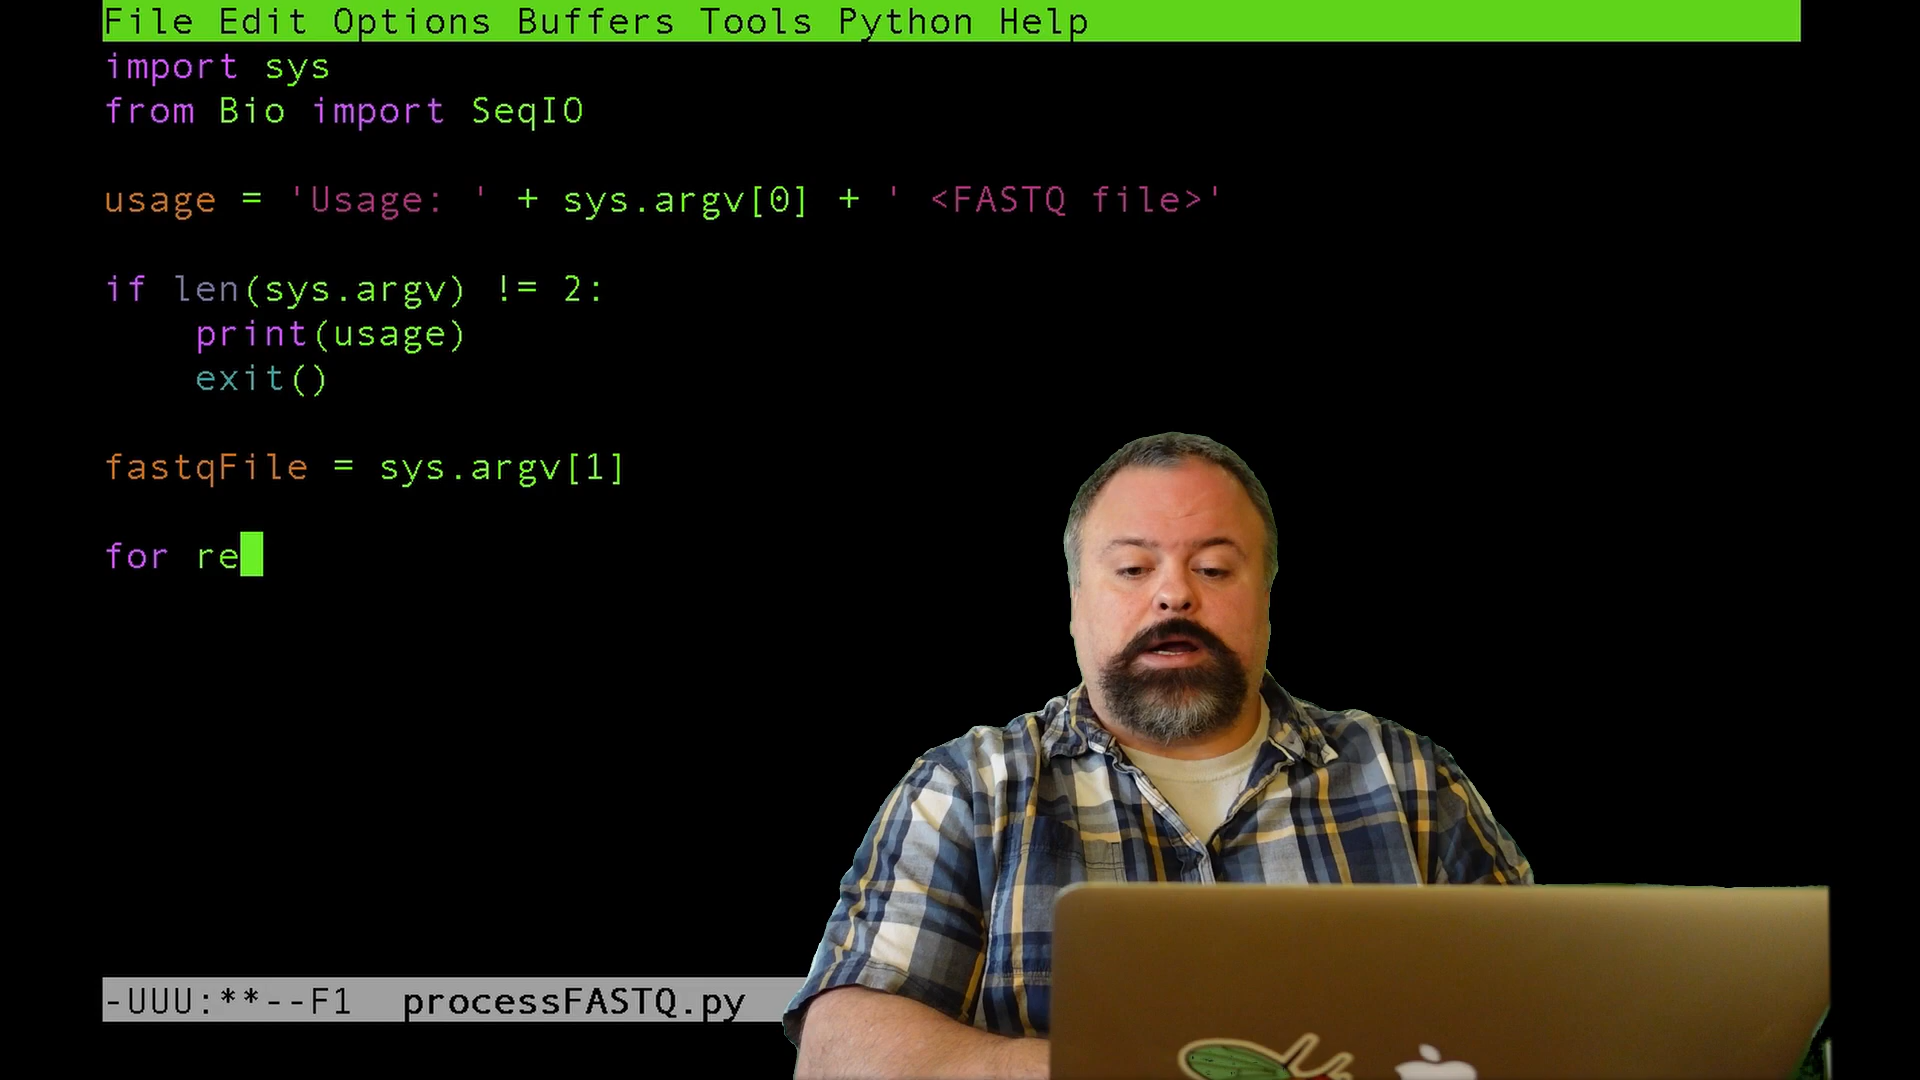 File Edit Options Buffers Tools Python Help
import sys
from Bio import SeqIO
usage = 'Usage: ' + sys.argv[0] + ' <FASTQ file>'
if len(sys.argv) != 2:
    print(usage)
    exit()
fastqFile = sys.argv[1]
for re
-UUU:**--F1  processFASTQ.py